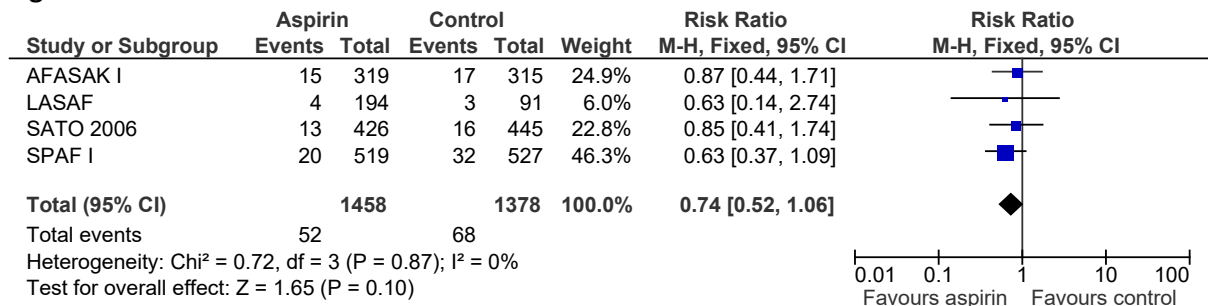 Aspirin Control Risk Ratio Risk Ratio
Study or Subgroup Events Total Events Total Weight M-H, Fixed, 95% CI M-H, Fixed, 95% CI
AFASAK I 15 319 17 315 24.9% 0.87 [0.44, 1.71]
LASAF 4 194 3 91 6.0% 0.63 [0.14, 2.74]
SATO 2006 13 426 16 445 22.8% 0.85 [0.41, 1.74]
SPAF I 20 519 32 527 46.3% 0.63 [0.37, 1.09]
Total (95% CI) 1458 1378 100.0% 0.74 [0.52, 1.06]
Total events 52 68
Heterogeneity: Chi² = 0.72, df = 3 (P = 0.87); I² = 0%
Test for overall effect: Z = 1.65 (P = 0.10)
0.01 0.1 1 10 100
Favours aspirin Favours control